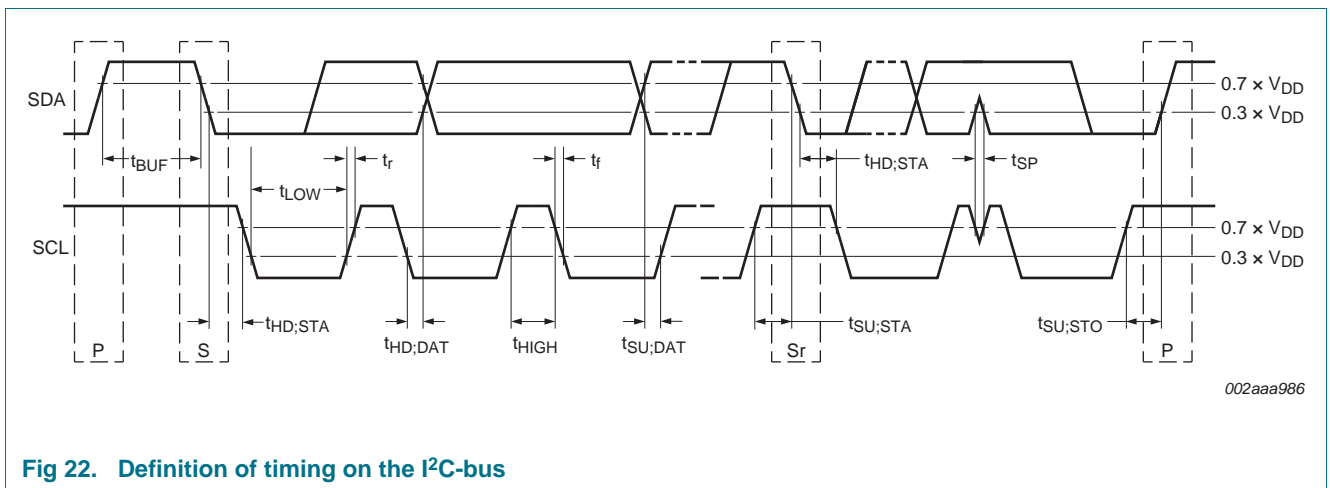 SDA
0.7 × VDD
0.3 × VDD
tBUF
tr
tf
tHD;STA
tSP
tLOW
SCL
0.7 × VDD
0.3 × VDD
tHD;STA
tHD;DAT
tHIGH
tSU;DAT
tSU;STA
tSU;STO
P
S
Sr
P
002aaa986
Fig 22. Definition of timing on the I²C-bus